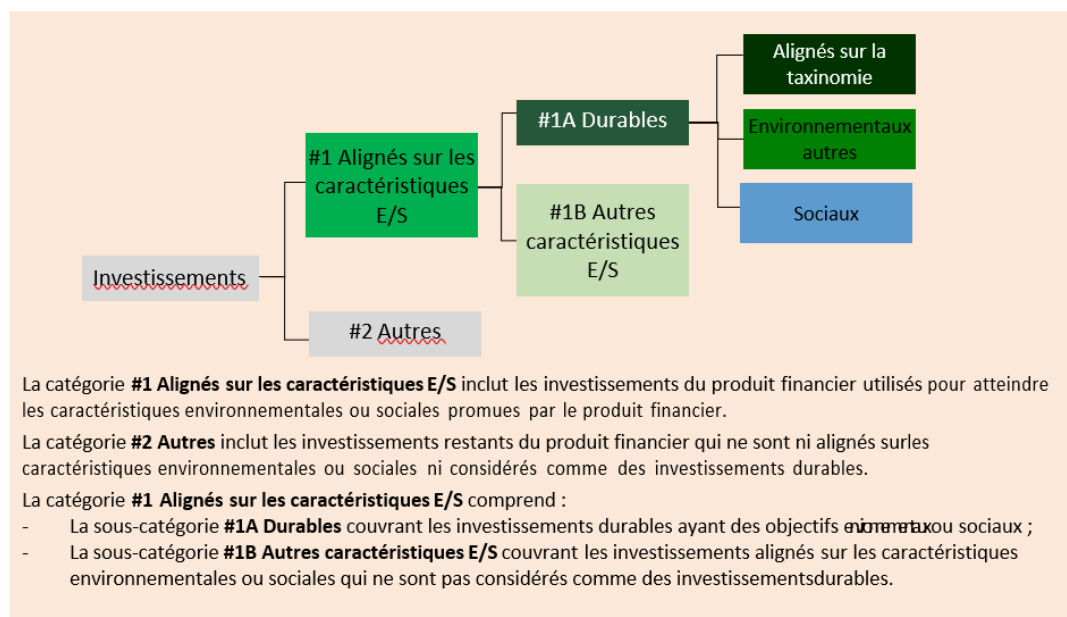 Alignés sur la
taxinomie
#1A Durables
Environnementaux
autres
#1 Alignés sur les
caractéristiques
E/S
#1B Autres
caractéristiques
E/S
Sociaux
Investissements
#2 Autres
La catégorie #1 Alignés sur les caractéristiques E/S inclut les investissements du produit financier utilisés pour atteindre
les caractéristiques environnementales ou sociales promues par le produit financier.
La catégorie #2 Autres inclut les investissements restants du produit financier qui ne sont ni alignés surles
caractéristiques environnementales ou sociales ni considérés comme des investissements durables.
La catégorie #1 Alignés sur les caractéristiques E/S comprend :
- La sous-catégorie #1A Durables couvrant les investissements durables ayant des objectifs environnementaux ou sociaux ;
- La sous-catégorie #1B Autres caractéristiques E/S couvrant les investissements alignés sur les caractéristiques
environnementales ou sociales qui ne sont pas considérés comme des investissementsdurables.